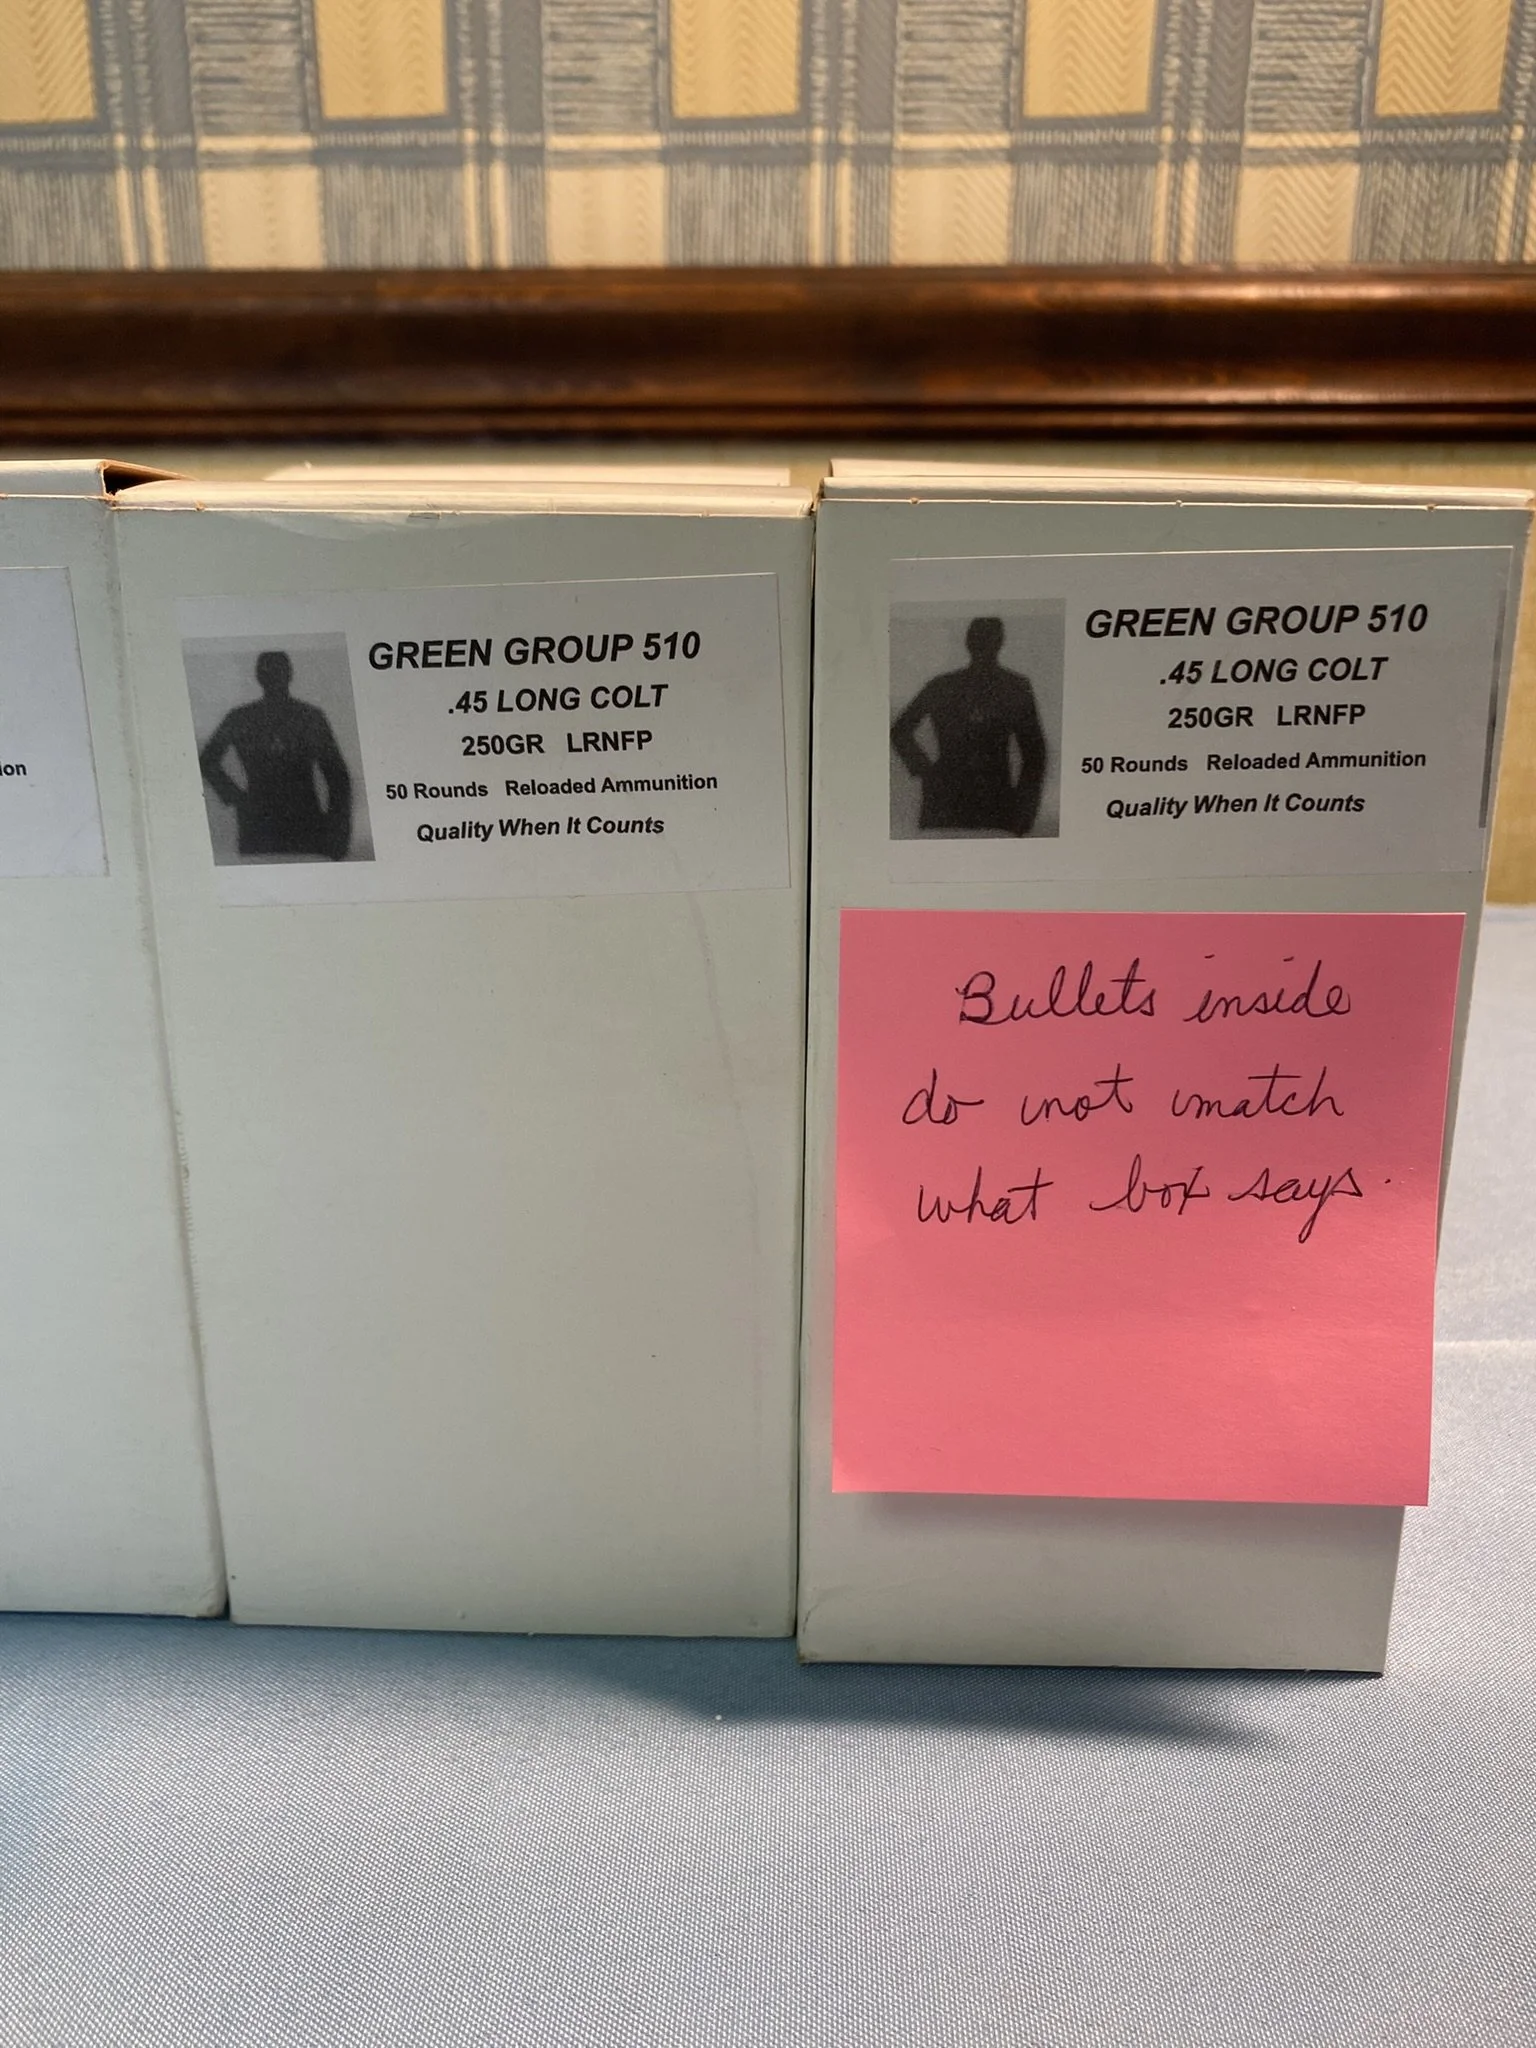 ion
GREEN GROUP 510
.45 LONG COLT
250GR LRNFP
50 Rounds Reloaded Ammunition
Quality When It Counts
GREEN GROUP 510
.45 LONG COLT
250GR LRNFP
50 Rounds Reloaded Ammunition
Quality When It Counts
Bullets inside
do not match
what box says.